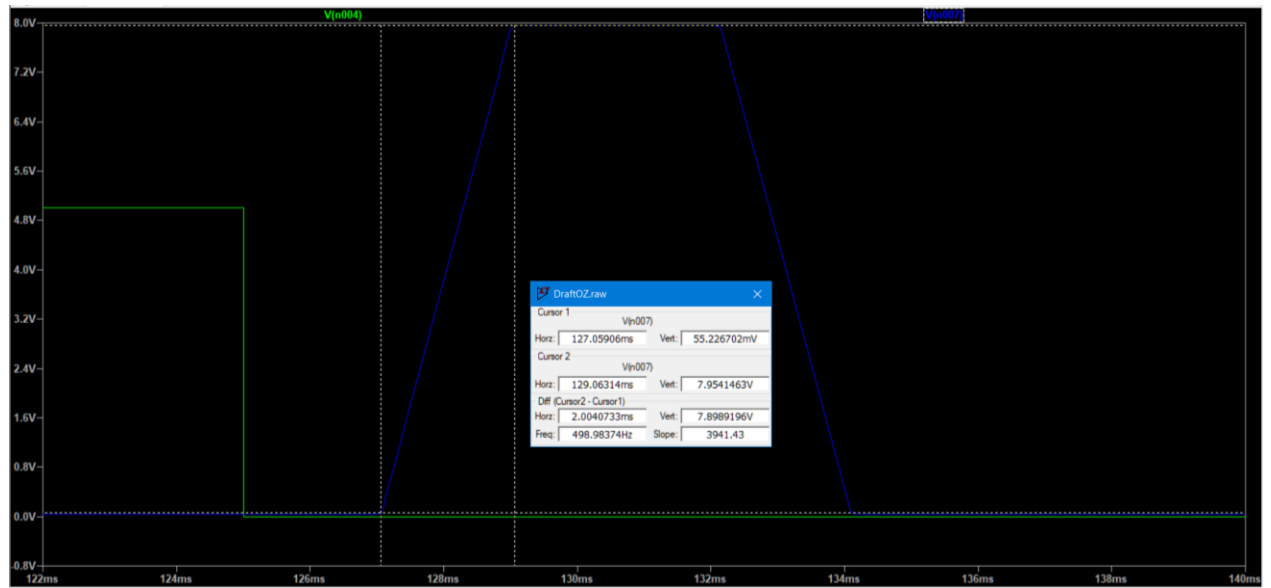 V(n004) V(n007)
8.0V
7.2V
6.4V
5.6V
4.8V
4.0V
3.2V
2.4V
1.6V
0.8V
0.0V
-0.8V
DraftOZ.raw
Cursor 1
V(n007)
Horz: 127.05906ms Vert: 55.226702mV
Cursor 2
V(n007)
Horz: 129.06314ms Vert: 7.9541463V
Diff (Cursor2 - Cursor1)
Horz: 2.0040733ms Vert: 7.8989196V
Freq: 498.98374Hz Slope: 3941.43
122ms 124ms 126ms 128ms 130ms 132ms 134ms 136ms 138ms 140ms